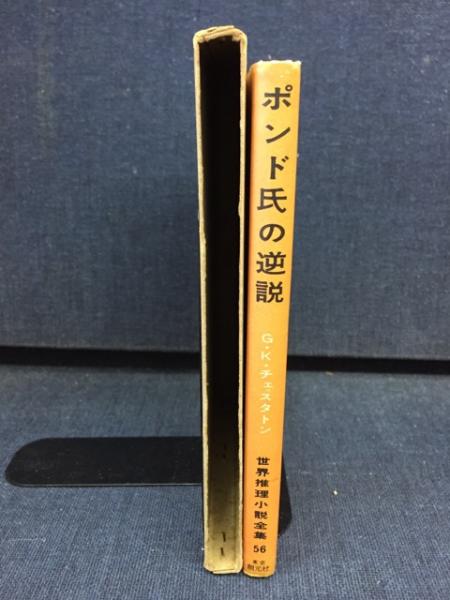 ポンド氏の逆説
G・K・チェスタトン
世界推理小説全集 56
東京
創元社